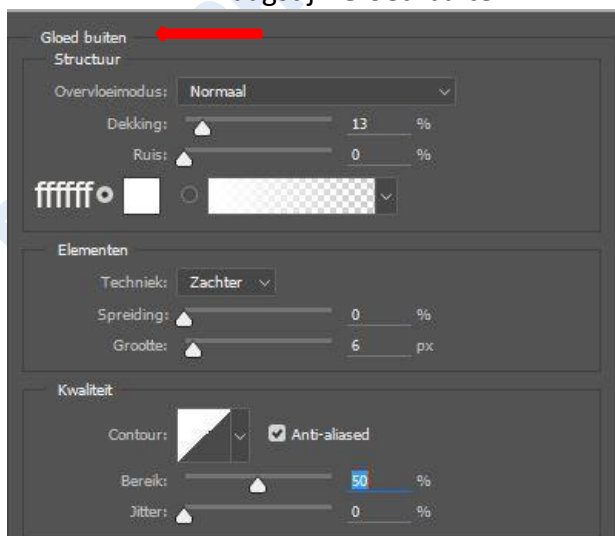 Gloed buiten
Structuur
Overvloeimodus: Normaal
Dekking: 13 %
Ruis: 0 %
ffffff
Elementen
Techniek: Zachter
Spreiding: 0 %
Grootte: 6 px
Kwaliteit
Contour: Anti-aliased
Bereik: 50 %
Jitter: 0 %